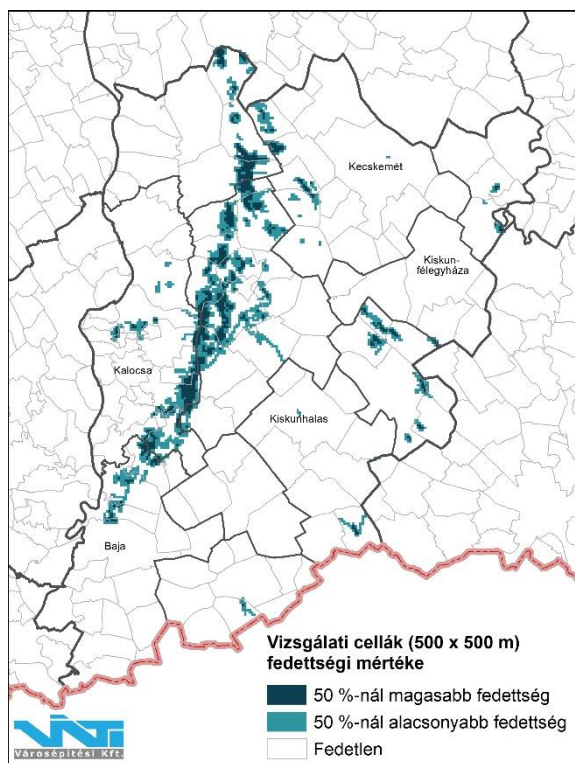 Kecskemét
Kiskun-
félegyháza
Kalocsa
Kiskunhalas
Baja
Vizsgálati cellák (500 x 500 m)
fedettségi mértéke
50 %-nál magasabb fedettség
50 %-nál alacsonyabb fedettség
Fedetlen
VÁTI
Városépítési Kft.